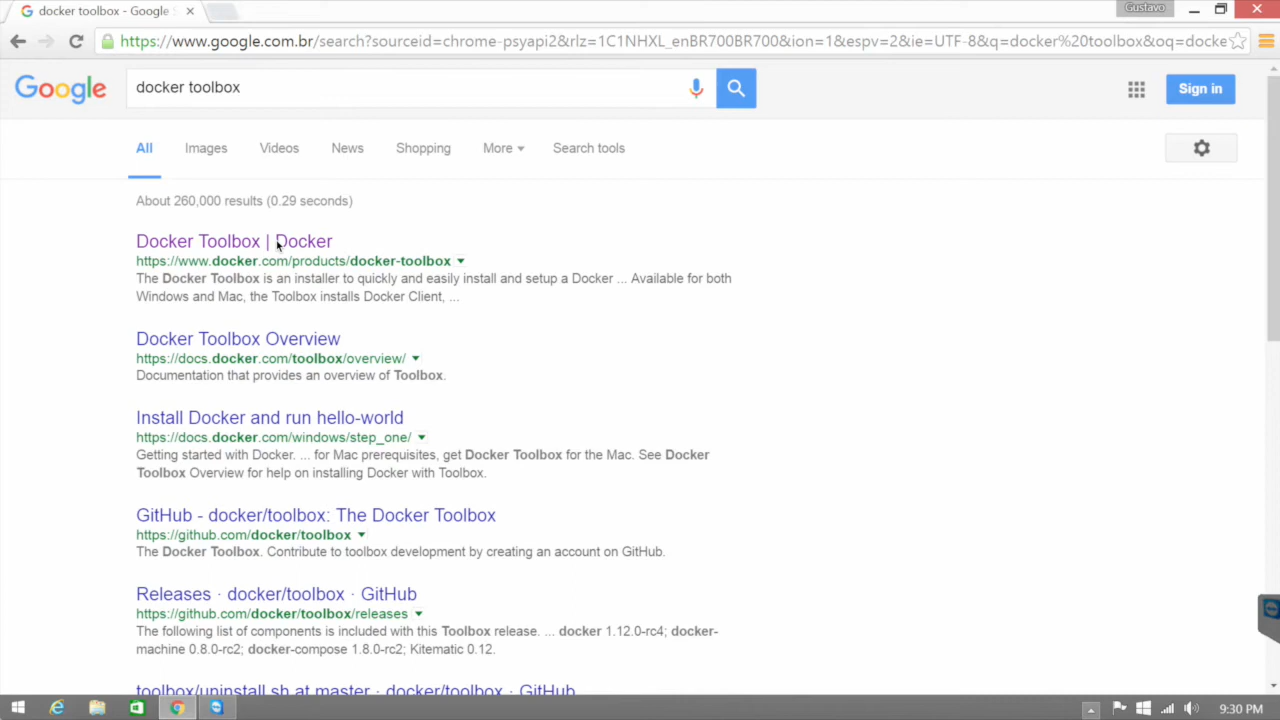 docker toolbox - Google S
Gustavo
https://www.google.com.br/search?sourceid=chrome-psyapi2&rlz=1C1NHXL_enBR700BR700&ion=1&espv=2&ie=UTF-8&q=docker%20toolbox&oq=docke
Google
docker toolbox
Sign in
All
Images
Videos
News
Shopping
More
Search tools
About 260,000 results (0.29 seconds)
Docker Toolbox | Docker
https://www.docker.com/products/docker-toolbox
The Docker Toolbox is an installer to quickly and easily install and setup a Docker ... Available for both
Windows and Mac, the Toolbox installs Docker Client, ...
Docker Toolbox Overview
https://docs.docker.com/toolbox/overview/
Documentation that provides an overview of Toolbox.
Install Docker and run hello-world
https://docs.docker.com/windows/step_one/
Getting started with Docker. ... for Mac prerequisites, get Docker Toolbox for the Mac. See Docker
Toolbox Overview for help on installing Docker with Toolbox.
GitHub - docker/toolbox: The Docker Toolbox
https://github.com/docker/toolbox
The Docker Toolbox. Contribute to toolbox development by creating an account on GitHub.
Releases · docker/toolbox · GitHub
https://github.com/docker/toolbox/releases
The following list of components is included with this Toolbox release. ... docker 1.12.0-rc4; docker-
machine 0.8.0-rc2; docker-compose 1.8.0-rc2; Kitematic 0.12.
toolbox/uninstall.sh at master · docker/toolbox · GitHub
9:30 PM